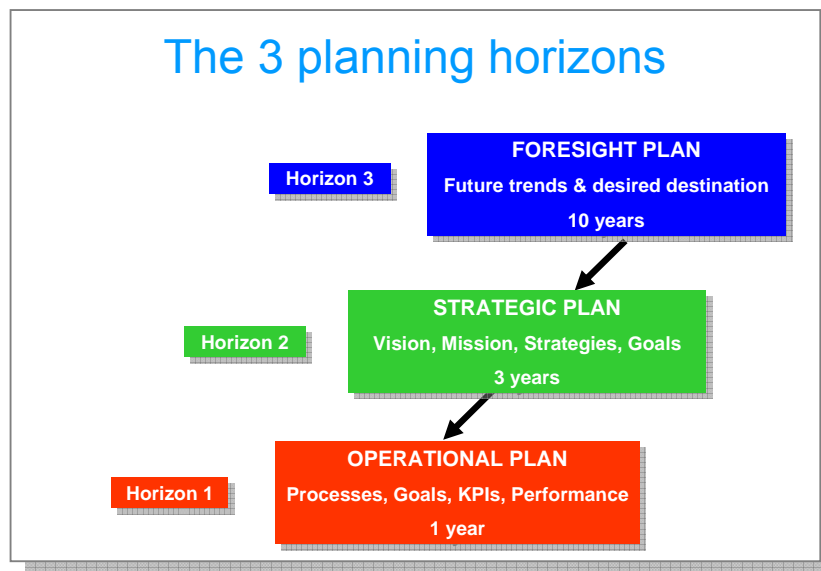 The 3 planning horizons
FORESIGHT PLAN
Horizon 3
Future trends & desired destination
10 years
STRATEGIC PLAN
Horizon 2
Vision, Mission, Strategies, Goals
3 years
OPERATIONAL PLAN
Horizon 1
Processes, Goals, KPIs, Performance
1 year